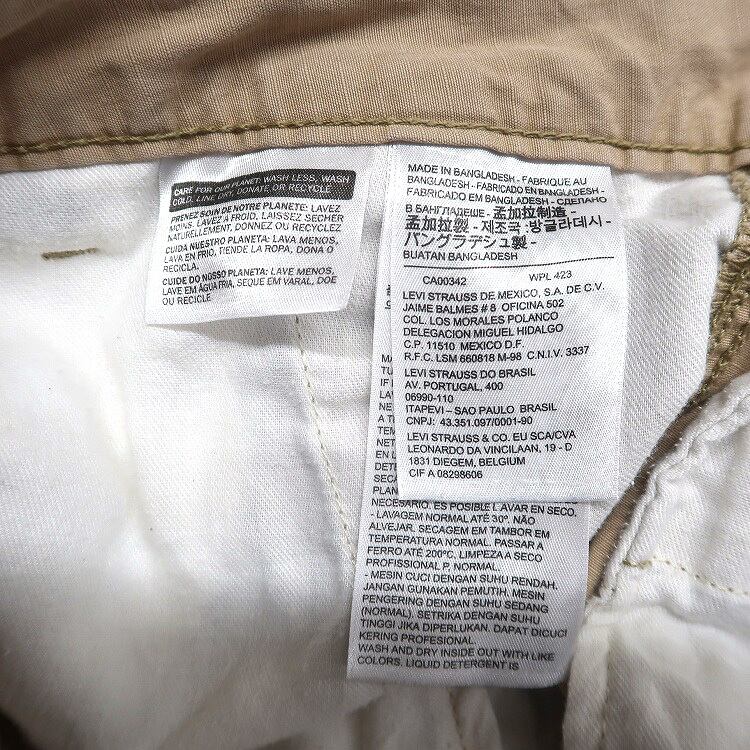 CARE FOR OUR PLANET: WASH LESS, WASH
COLD, LINE DRY, DONATE OR RECYCLE
PRENEZ SOIN DE NOTRE PLANETE: LAVEZ
MOINS, LAVEZ À FROID, LAISSEZ SÉCHER
NATURELLEMENT, DONNEZ OU RECYCLEZ
CUIDA NUESTRO PLANETA: LAVA MENOS,
LAVA EN FRIO, TIENDE LA ROPA, DONA O
RECICLA.
CUIDE DO NOSSO PLANETA: LAVE MENOS,
LAVE EM ÁGUA FRIA, SEQUE EM VARAL, DOE
OU RECICLE
MADE IN BANGLADESH - FABRIQUE AU
BANGLADESH - FABRICADO EN BANGLADESH -
FABRICADO EM BANGLADESH - СДЕЛАНО
В БАНГЛАДЕШЕ - 孟加拉制造 -
孟加拉製 - 제조국 :방글라데시 -
バングラデシュ製 -
BUATAN BANGLADESH
CA00342 WPL 423
LEVI STRAUSS DE MEXICO, S.A. DE C.V.
JAIME BALMES # 8 OFICINA 502
COL. LOS MORALES POLANCO
DELEGACION MIGUEL HIDALGO
C.P. 11510 MEXICO D.F.
R.F.C. LSM 660818 M-98 C.N.I.V. 3337
LEVI STRAUSS DO BRASIL
AV. PORTUGAL, 400
06990-110
ITAPEVI – SAO PAULO BRASIL
CNPJ: 43.351.097/0001-90
LEVI STRAUSS & CO. EU SCA/CVA
LEONARDO DA VINCILAAN, 19 - D
1831 DIEGEM, BELGIUM
CIF A 08298606
NECESARIO. ES POSIBLE LAVAR EN SECO.
- LAVAGEM NORMAL ATÉ 30º. NÃO
ALVEJAR. SECAGEM EM TAMBOR EM
TEMPERATURA NORMAL. PASSAR A
FERRO ATÉ 200ºC. LIMPEZA A SECO
PROFISSIONAL P, NORMAL.
- MESIN CUCI DENGAN SUHU RENDAH.
JANGAN GUNAKAN PEMUTIH. MESIN
PENGERING DENGAN SUHU SEDANG
(NORMAL). SETRIKA DENGAN SUHU
TINGGI JIKA DIPERLUKAN. DAPAT DICUCI
KERING PROFESIONAL.
WASH AND DRY INSIDE OUT WITH LIKE
COLORS. LIQUID DETERGENT IS